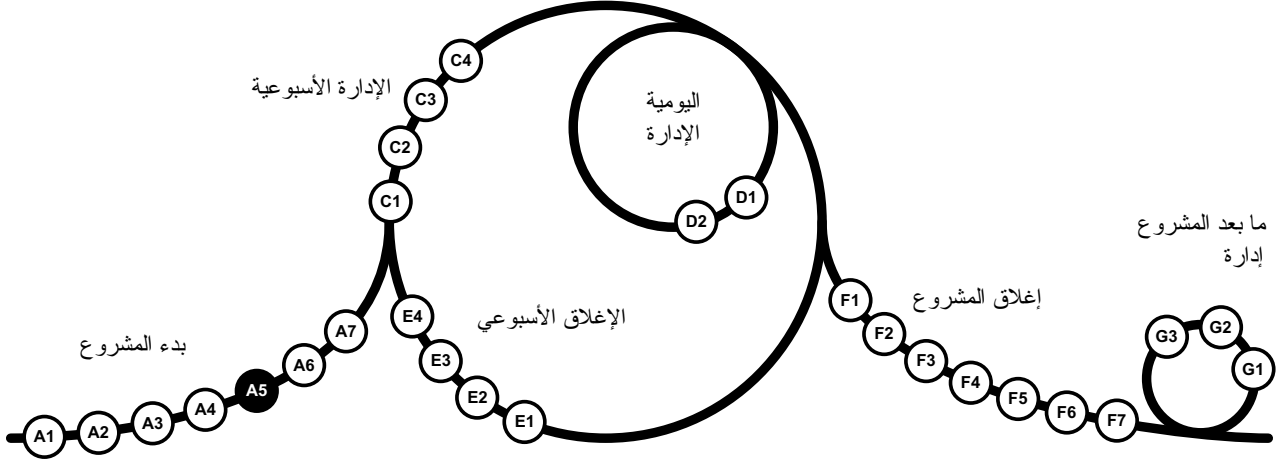 الإدارة الأسبوعية
C4
C3
C2
C1
اليومية
الإدارة
D1
D2
ما بعد المشروع
إدارة
G3
G2
G1
إغلاق المشروع
F1
F2
F3
F4
F5
F6
F7
الإغلاق الأسبوعي
E4
E3
E2
E1
بدء المشروع
A7
A6
A5
A4
A3
A2
A1